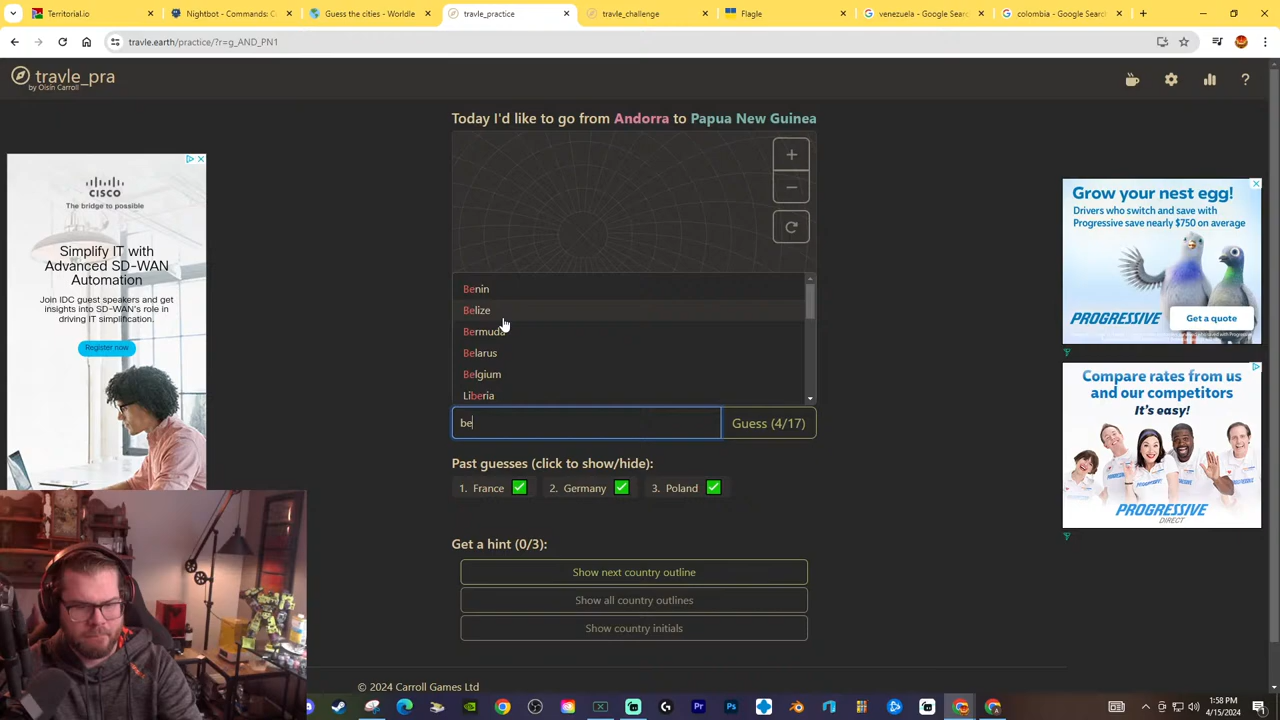 Territorial.io
Nightbot - Commands: C
Guess the cities - Worldle
travle_practice
travle_challenge
Flagle
venezuela - Google Sear
colombia - Google Sear
travle.earth/practice/?r=g_AND_PN1
travle_pra
by Oisín Carroll
Today I'd like to go from Andorra to Papua New Guinea
CISCO
The bridge to possible
Simplify IT with
Advanced SD-WAN
Automation
Join IDC guest speakers and get
insights into SD-WAN's role in
driving IT simplification.
Register now
Benin
Belize
Bermuda
Belarus
Belgium
Liberia
be
Guess (4/17)
Past guesses (click to show/hide):
1. France
2. Germany
3. Poland
Get a hint (0/3):
Show next country outline
Show all country outlines
Show country initials
© 2024 Carroll Games Ltd
Grow your nest egg!
Drivers who switch and save with
Progressive save nearly $750 on average
PROGRESSIVE
Get a quote
Compare rates from us
and our competitors
It's easy!
PROGRESSIVE
DIRECT
1:58 PM
4/15/2024